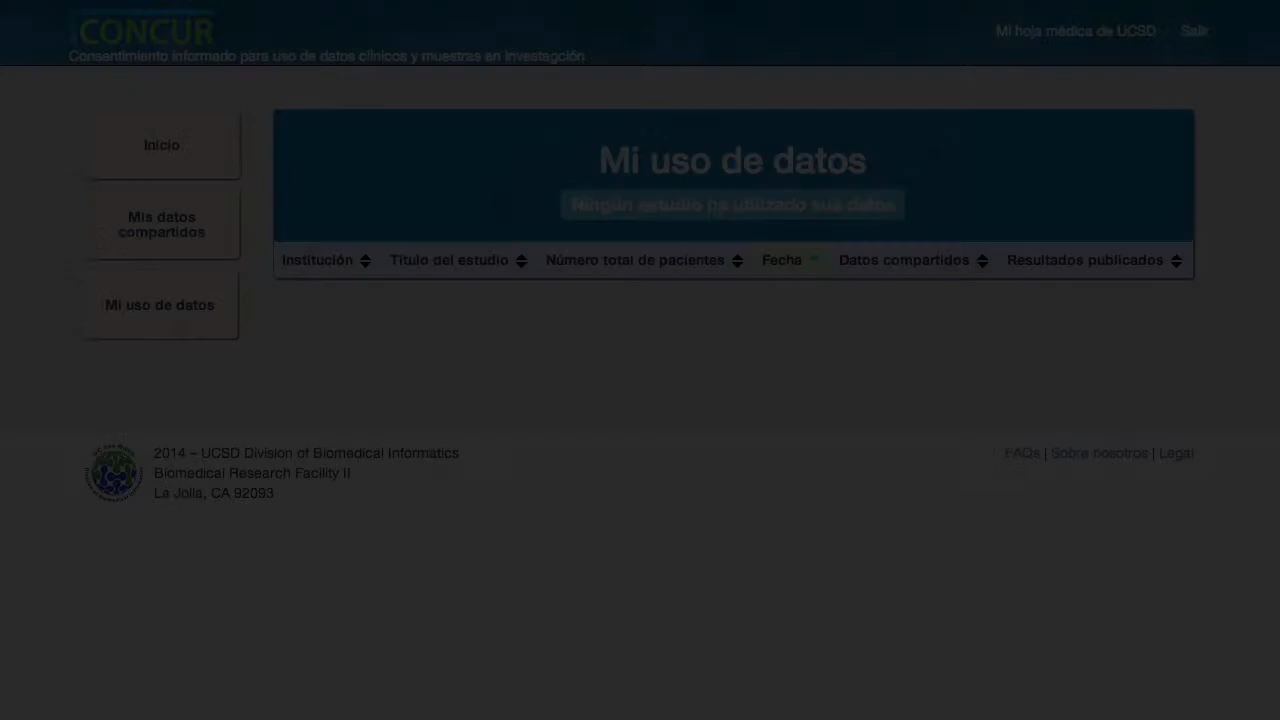 iCONCUR
Consentimiento informado para uso de datos clínicos y muestras en investagción
Mi hoja médica de UCSD
Salir
Inicio
Mis datos
compartidos
Mi uso de datos
Mi uso de datos
Ningún estudio ha utilizado sus datos
Institución
Título del estudio
Número total de pacientes
Fecha
Datos compartidos
Resultados publicados
2014 – UCSD Division of Biomedical Informatics
Biomedical Research Facility II
La Jolla, CA 92093
FAQs | Sobre nosotros | Legal